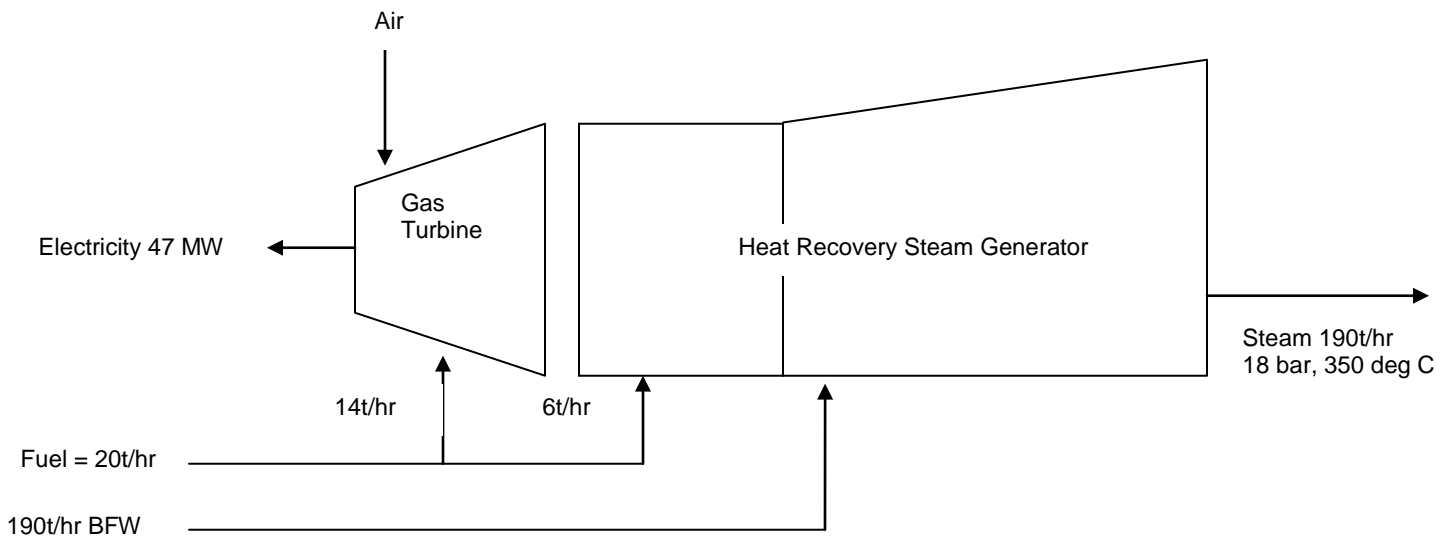 Air
Gas
Turbine
Electricity 47 MW
Heat Recovery Steam Generator
Steam 190t/hr
18 bar, 350 deg C
14t/hr
6t/hr
Fuel = 20t/hr
190t/hr BFW